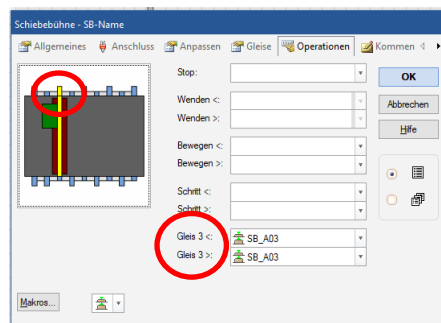 Schiebebühne - SB-Name
Allgemeines Anschluss Anpassen Gleise Operationen Kommen
Stop:
OK
Wenden <:
Abbrechen
Wenden >:
Hilfe
Bewegen <:
Bewegen >:
Schritt <:
Schritt >:
Gleis 3 <: SB_A03
Gleis 3 >: SB_A03
Makros...